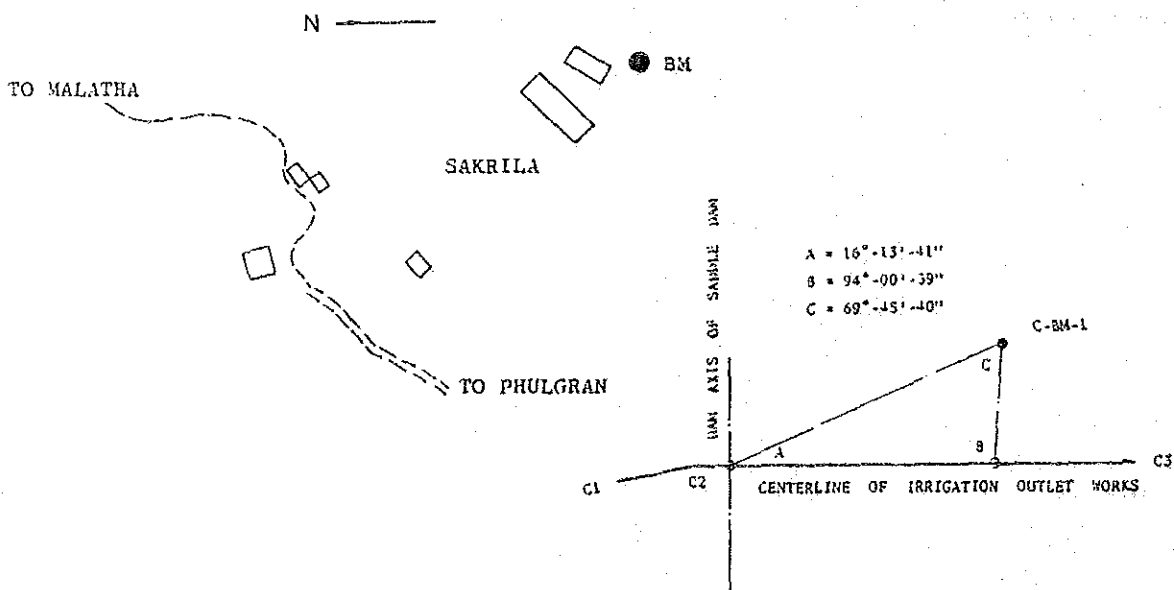 N
BM
TO MALATHA
SAKRILA
DAM AXIS OF SADDLE DAM
A = 16°-13'-41"
B = 94°-00'-39"
C = 69°-45'-40"
C-BM-1
C
TO PHULGRAN
A
B
C3
C1
C2
CENTERLINE OF IRRIGATION OUTLET WORKS